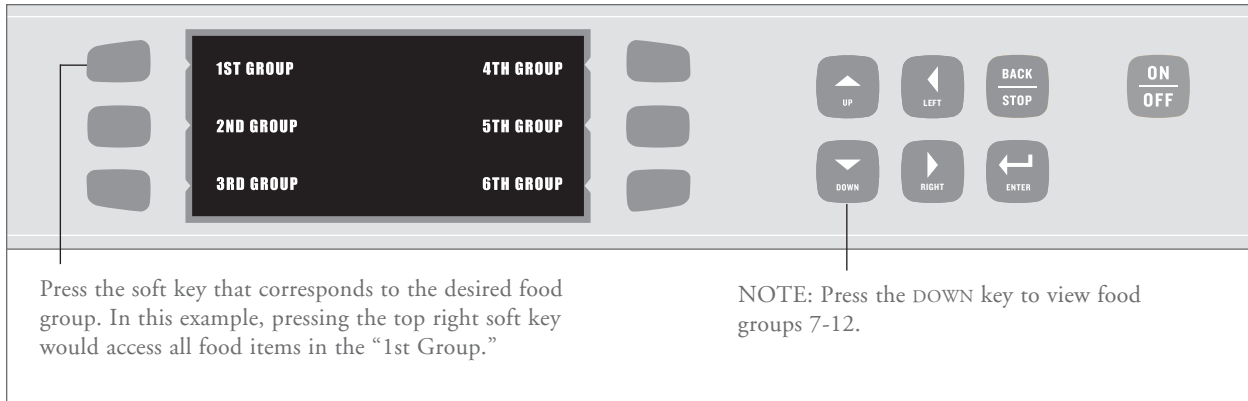 1ST GROUP 4TH GROUP
2ND GROUP 5TH GROUP
3RD GROUP 6TH GROUP
UP
LEFT
BACK
STOP
ON
OFF
DOWN
RIGHT
ENTER
Press the soft key that corresponds to the desired food
group. In this example, pressing the top right soft key
would access all food items in the “1st Group.”
NOTE: Press the DOWN key to view food
groups 7-12.